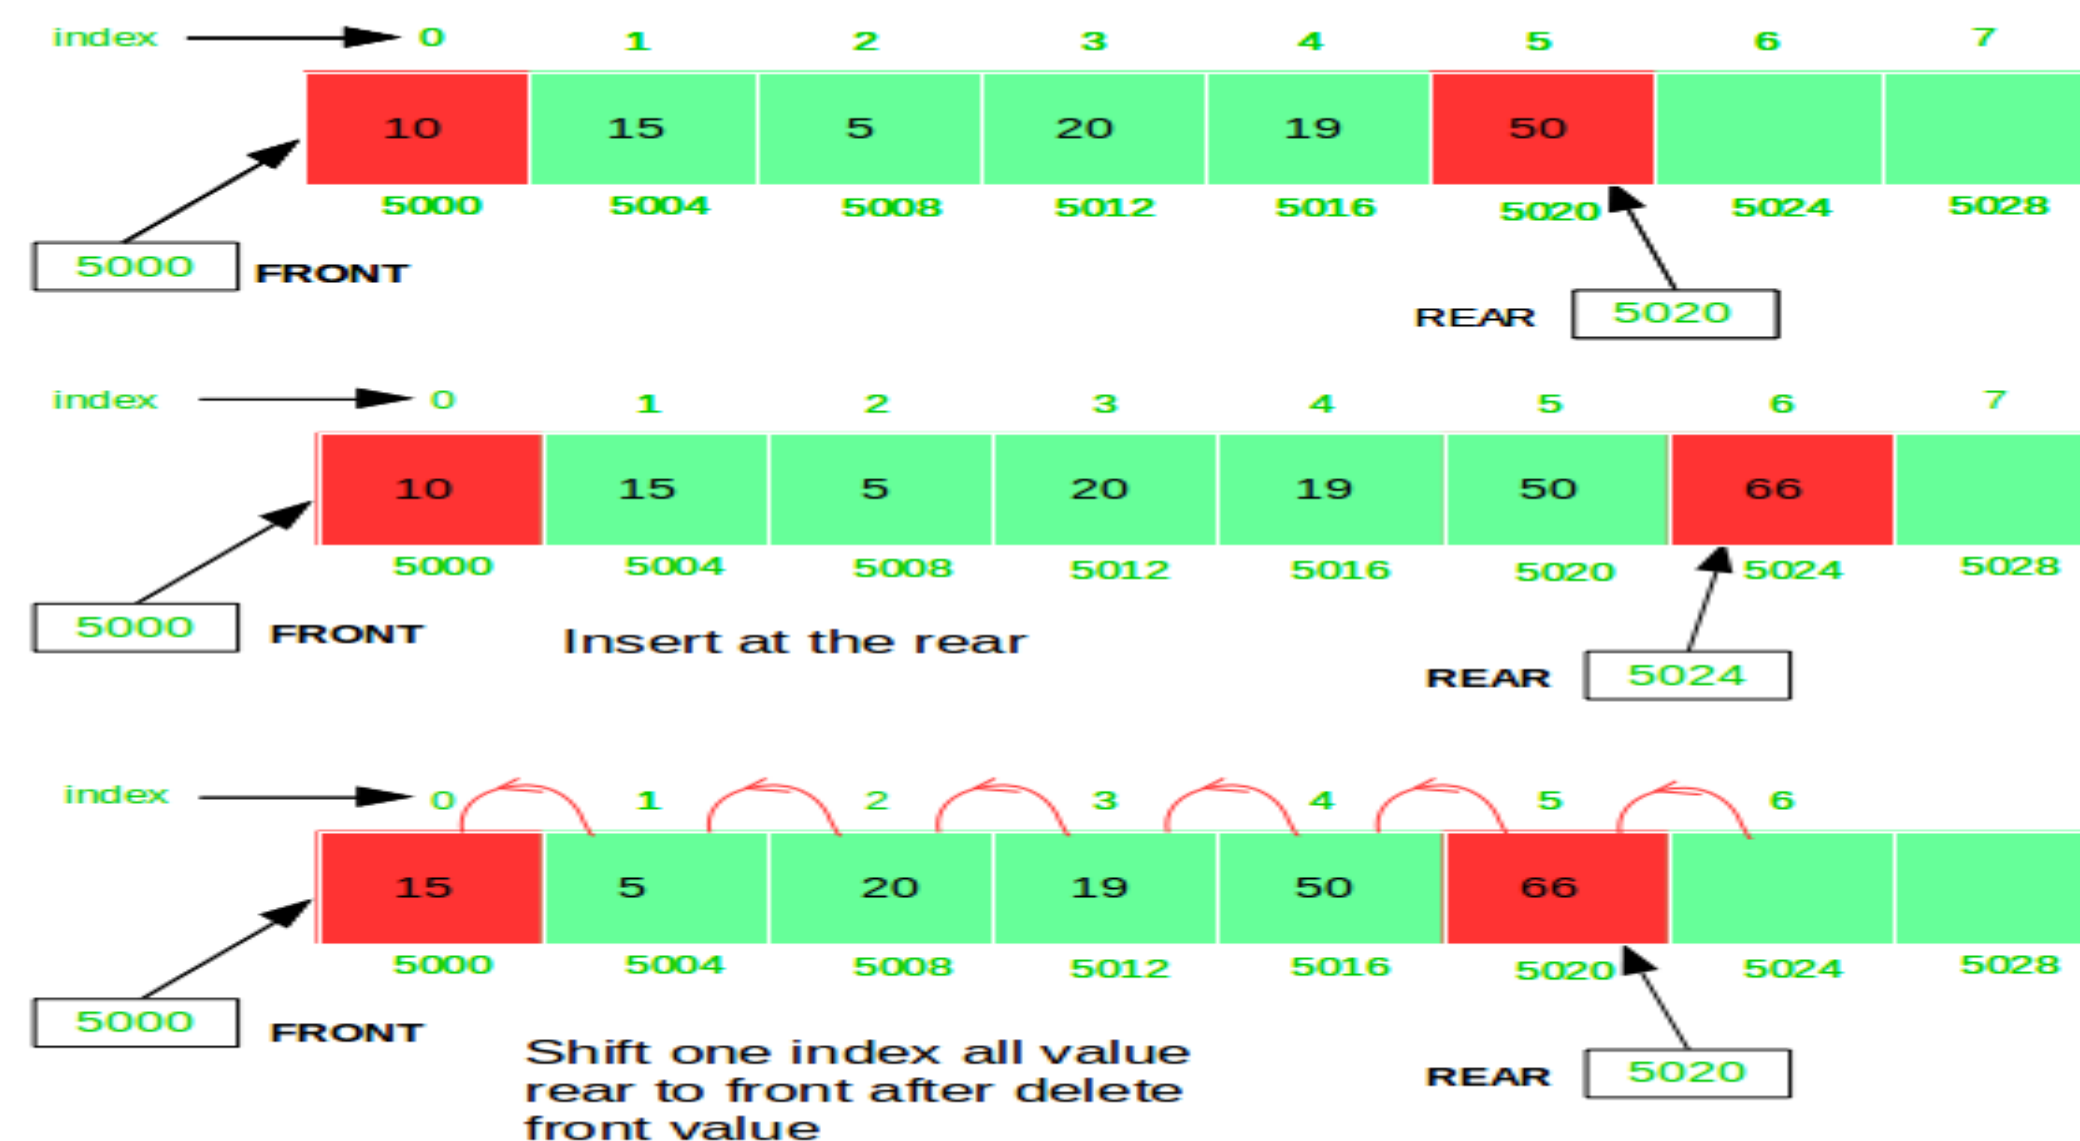 index 0 1 2 3 4 5 6 7
10 15 5 20 19 50
5000 5004 5008 5012 5016 5020 5024 5028
5000 FRONT
REAR 5020
index 0 1 2 3 4 5 6 7
10 15 5 20 19 50 66
5000 5004 5008 5012 5016 5020 5024 5028
5000 FRONT Insert at the rear
REAR 5024
index 0 1 2 3 4 5 6
15 5 20 19 50 66
5000 5004 5008 5012 5016 5020 5024 5028
5000 FRONT
Shift one index all value
rear to front after delete
front value
REAR 5020